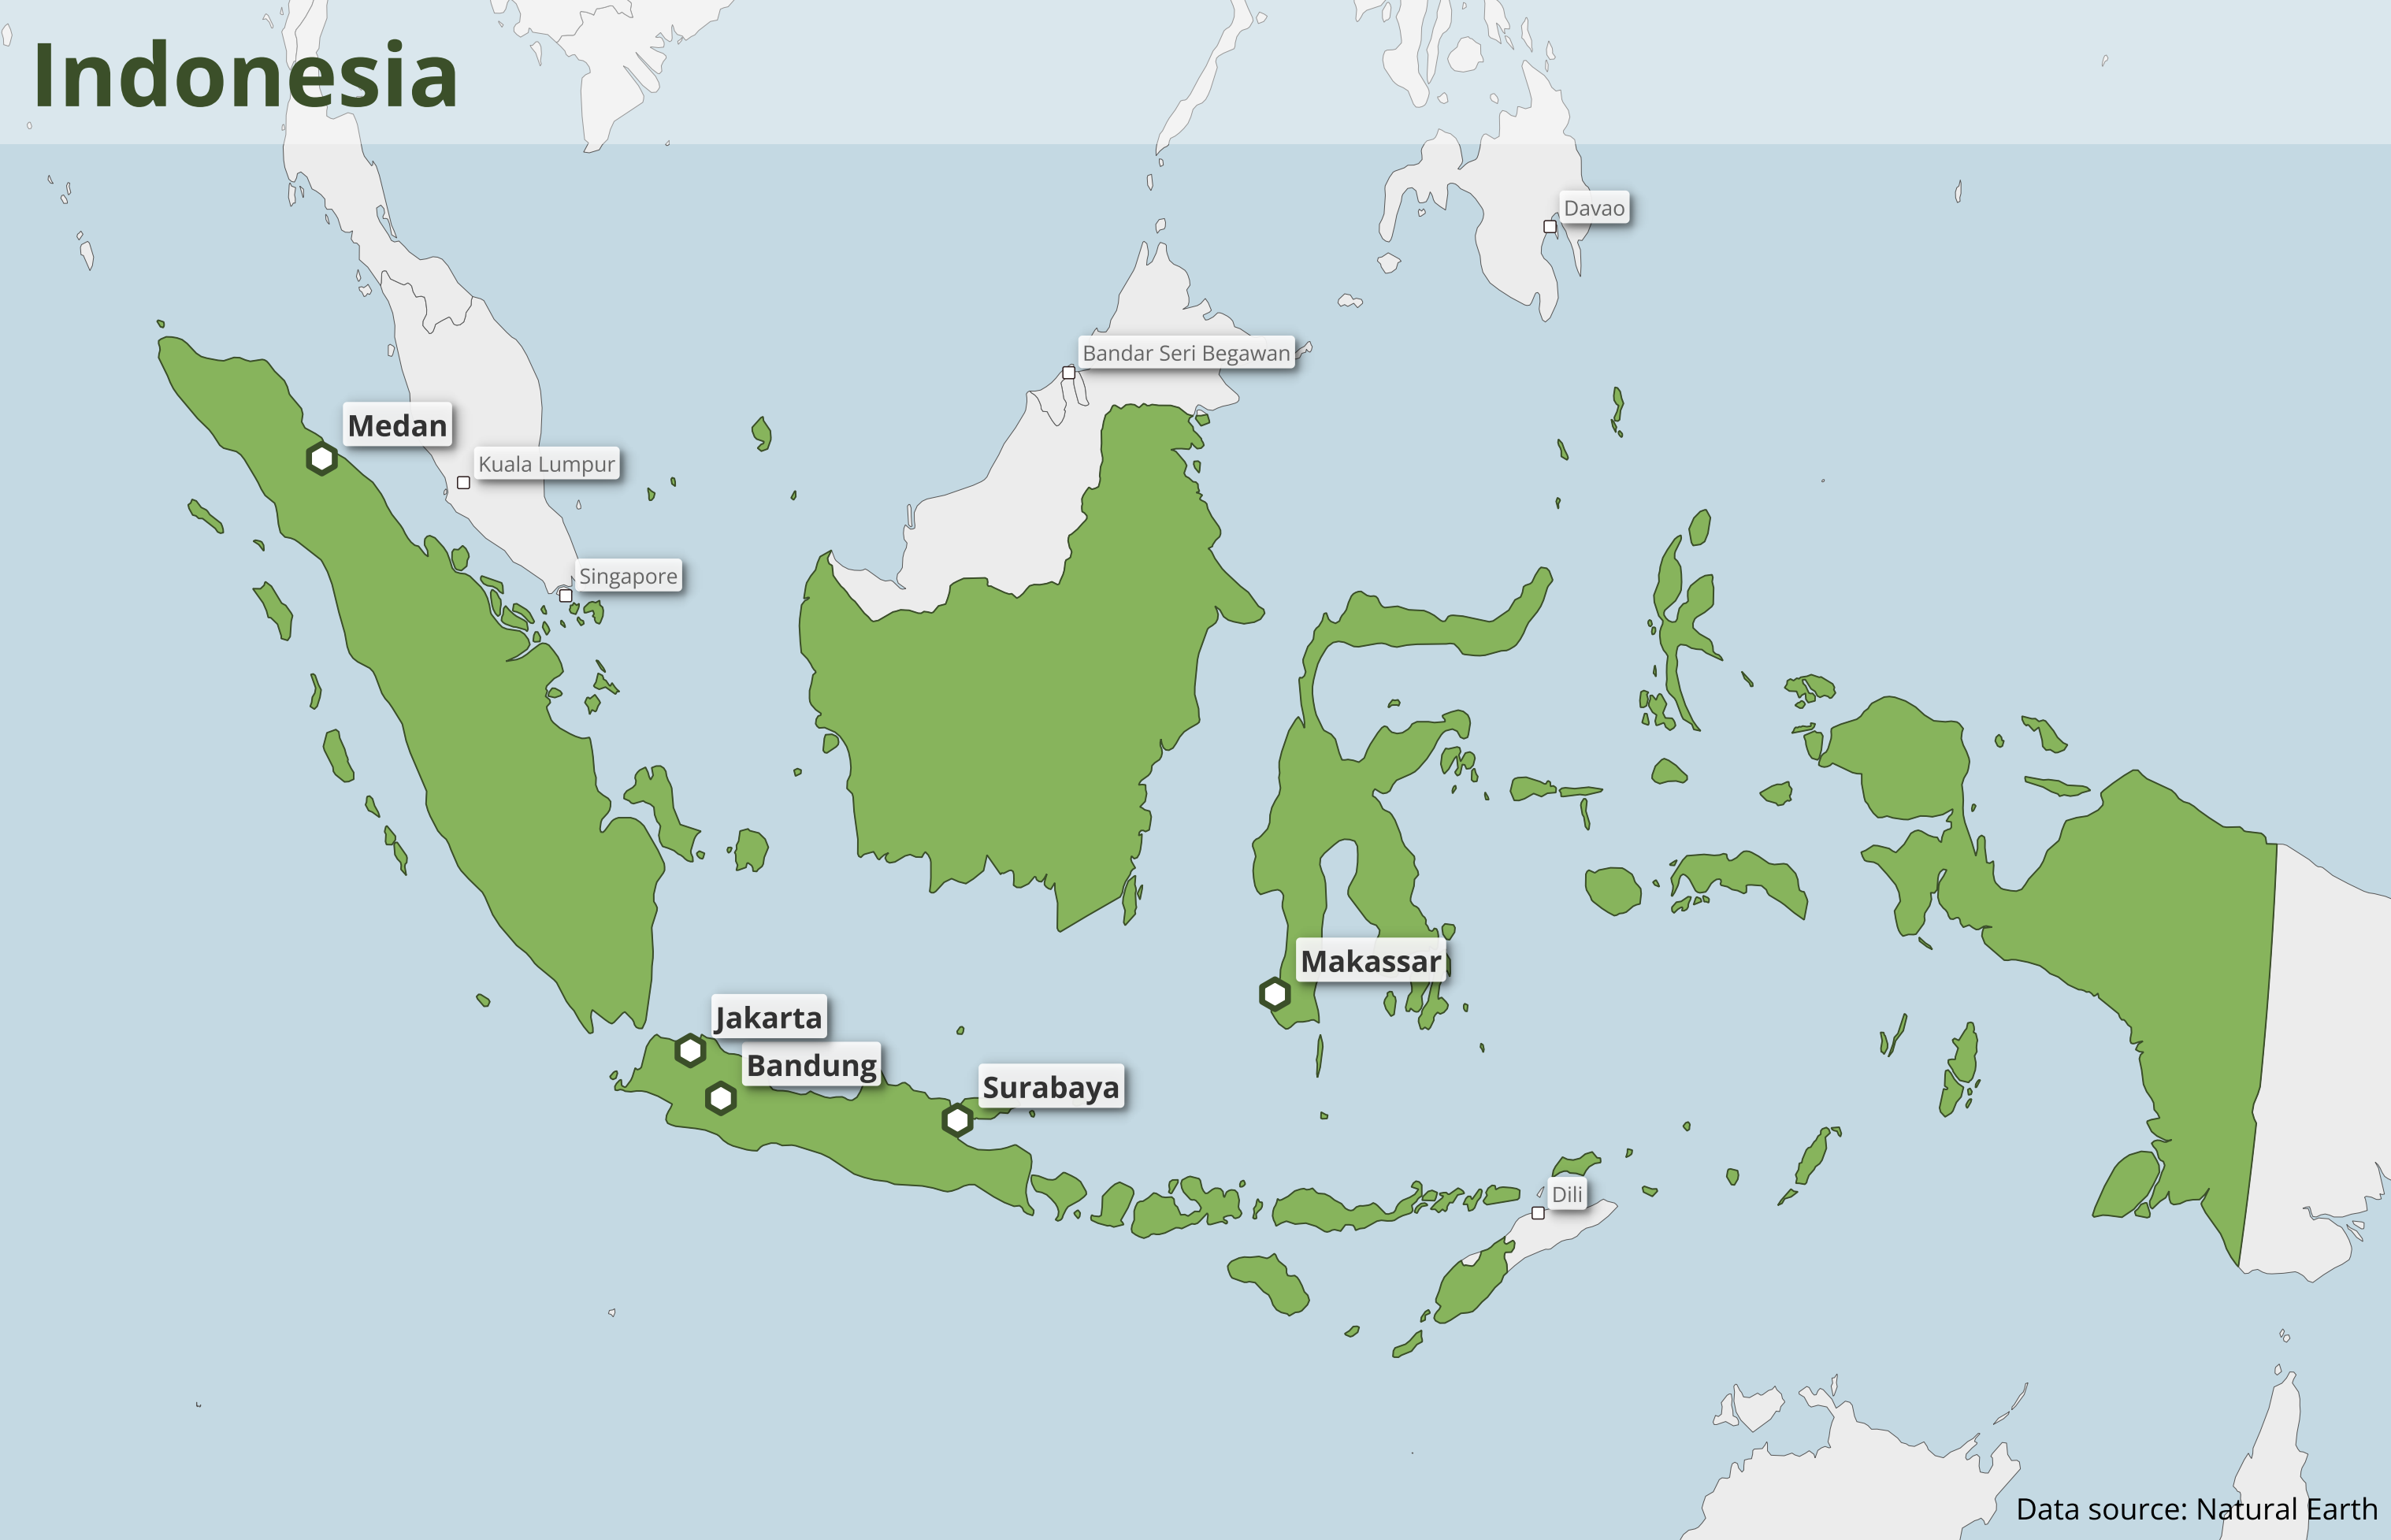 Indonesia
Davao
Bandar Seri Begawan
Medan
Kuala Lumpur
Singapore
Makassar
Jakarta
Bandung
Surabaya
Dili
Data source: Natural Earth